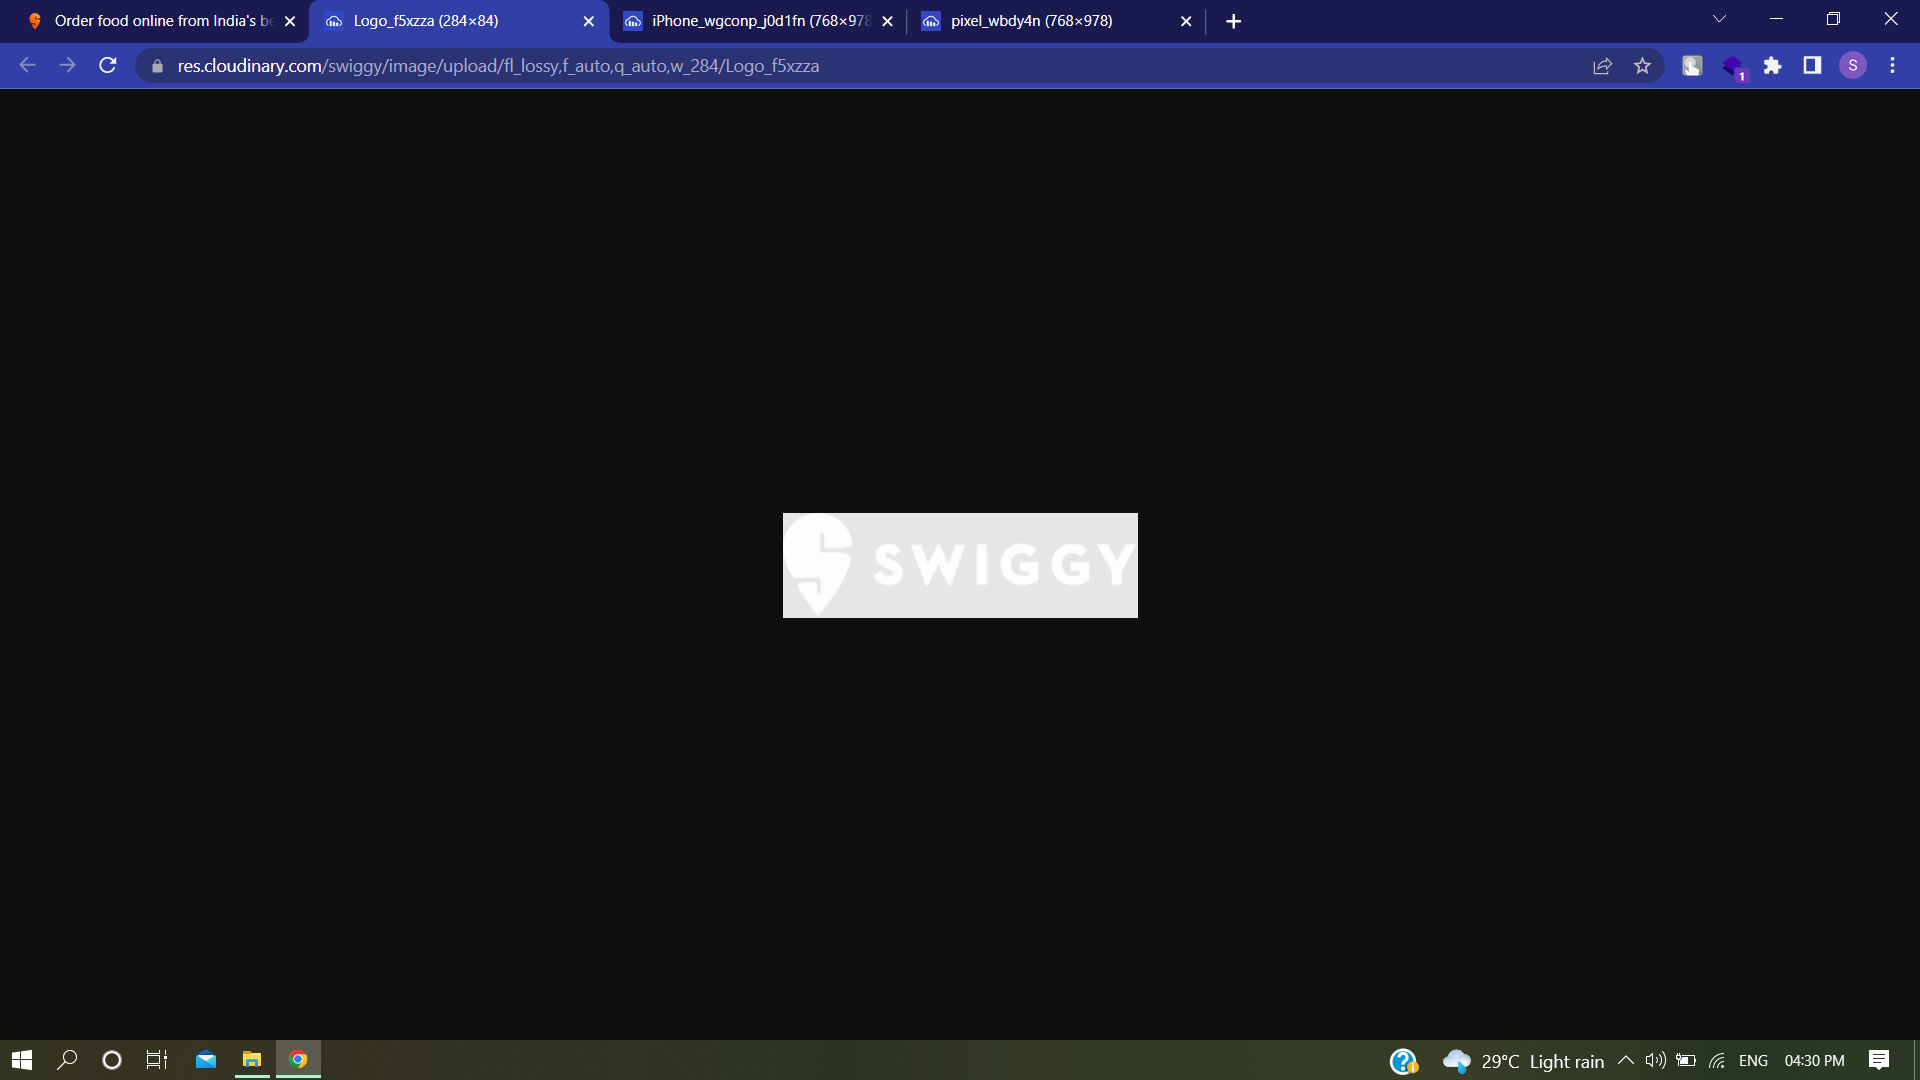 Order food online from India's be
Logo_f5xzza (284×84)
iPhone_wgconp_j0d1fn (768×978
pixel_wbdy4n (768×978)
res.cloudinary.com/swiggy/image/upload/fl_lossy,f_auto,q_auto,w_284/Logo_f5xzza
1
S
SWIGGY
29°C Light rain
ENG
04:30 PM